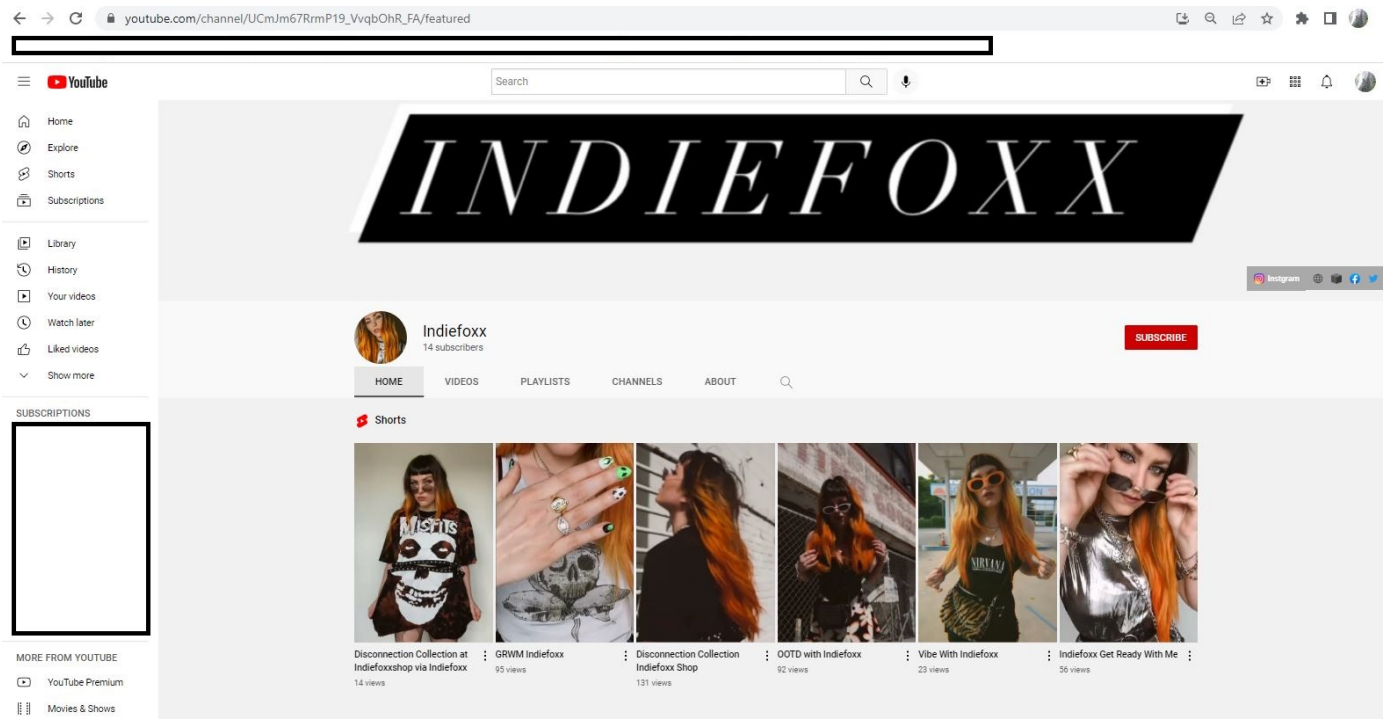 youtube.com/channel/UCmJm67RrmP19_VvqbOhR_FA/featured
YouTube
Search
Home
Explore
Shorts
Subscriptions
Library
History
Your videos
Watch later
Liked videos
Show more
SUBSCRIPTIONS
MORE FROM YOUTUBE
YouTube Premium
Movies & Shows
INDIEFOXX
Instgram
Indiefoxx
14 subscribers
SUBSCRIBE
HOME VIDEOS PLAYLISTS CHANNELS ABOUT
Shorts
MISFITS
NIRVANA
Disconnection Collection at
Indiefoxxshop via Indiefoxx
14 views
GRWM Indiefoxx
95 views
Disconnection Collection
Indiefoxx Shop
131 views
OOTD with Indiefoxx
92 views
Vibe With Indiefoxx
23 views
Indiefoxx Get Ready With Me
56 views